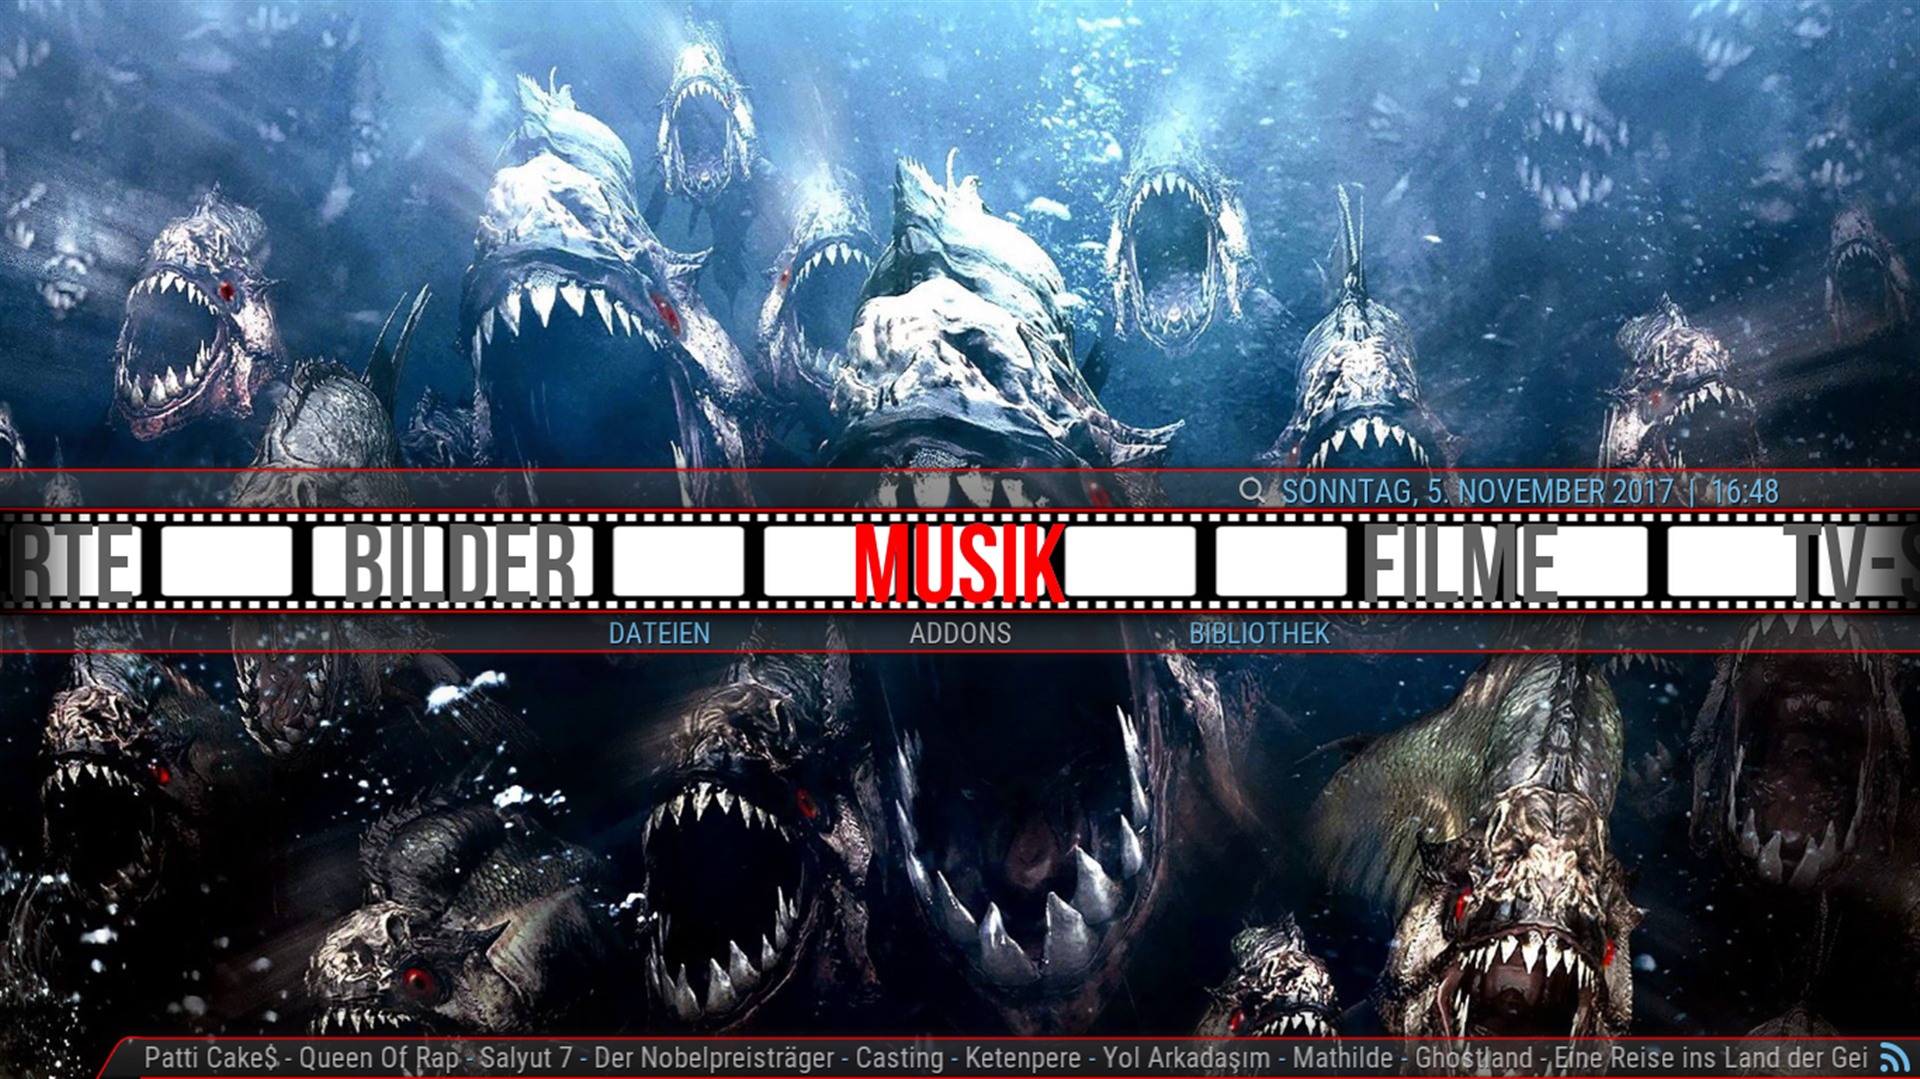 SONNTAG, 5. NOVEMBER 2017 | 16:48
RTE BILDER MUSIK FILME TV-S
DATEIEN ADDONS BIBLIOTHEK
Patti Cake$ - Queen Of Rap - Salyut 7 - Der Nobelpreisträger - Casting - Ketenpere - Yol Arkadaşım - Mathilde - Ghostland - Eine Reise ins Land der Gei